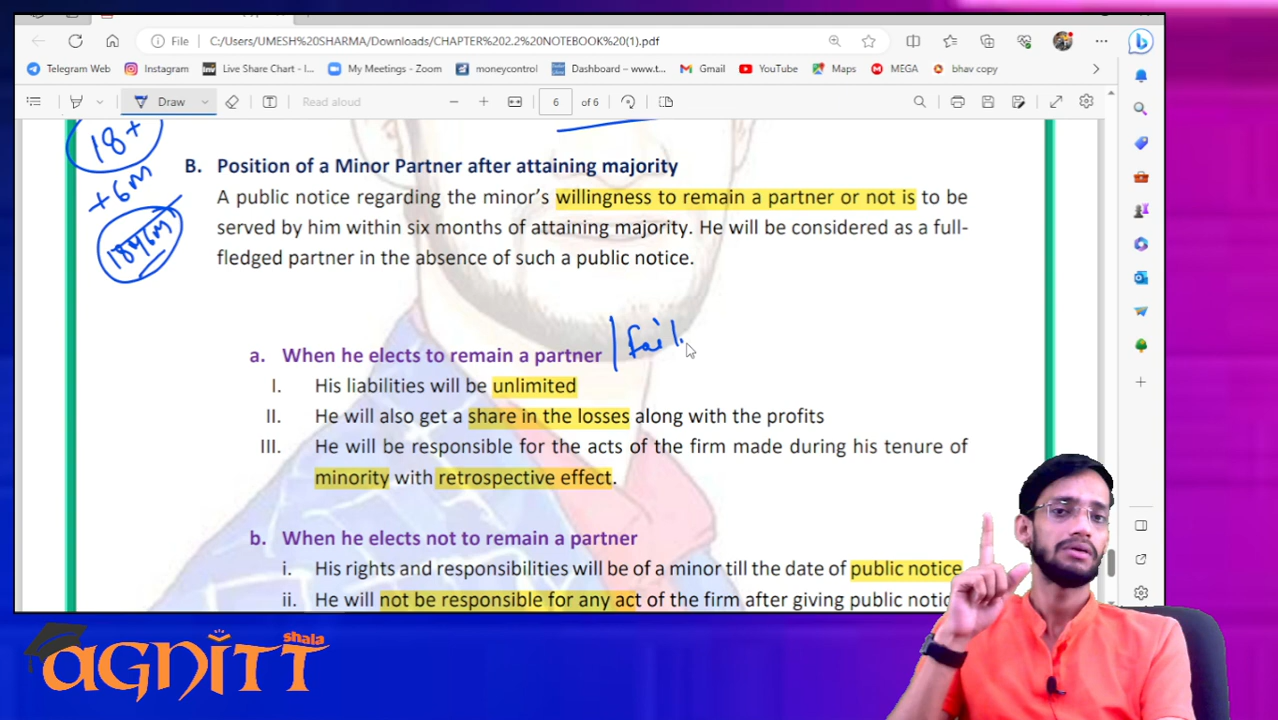 File C:/Users/UMESH%20SHARMA/Downloads/CHAPTER%202.2%20NOTEBOOK%20(1).pdf
Telegram Web Instagram Live Share Chart - I... My Meetings - Zoom moneycontrol Dashboard – www.t... Gmail YouTube Maps MEGA bhav copy
Draw Read aloud 6 of 6
18+
+6m
18+6m
B. Position of a Minor Partner after attaining majority
A public notice regarding the minor's willingness to remain a partner or not is to be
served by him within six months of attaining majority. He will be considered as a full-
fledged partner in the absence of such a public notice.
a. When he elects to remain a partner | fail
I. His liabilities will be unlimited
II. He will also get a share in the losses along with the profits
III. He will be responsible for the acts of the firm made during his tenure of
minority with retrospective effect.
b. When he elects not to remain a partner
i. His rights and responsibilities will be of a minor till the date of public notice
ii. He will not be responsible for any act of the firm after giving public
agnitt
shala